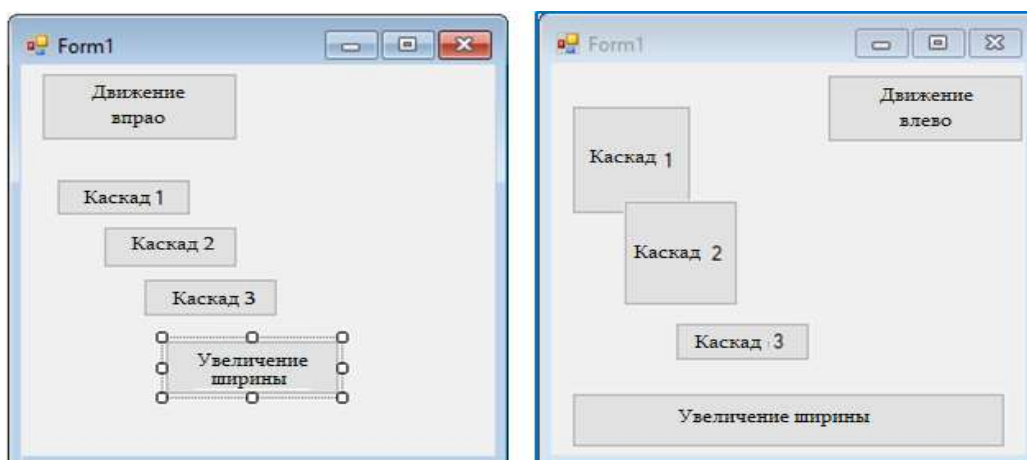 Form1
Движение
впрао
Каскад 1
Каскад 2
Каскад 3
Увеличение
ширины
Form1
Движение
влево
Каскад 1
Каскад 2
Каскад 3
Увеличение ширины